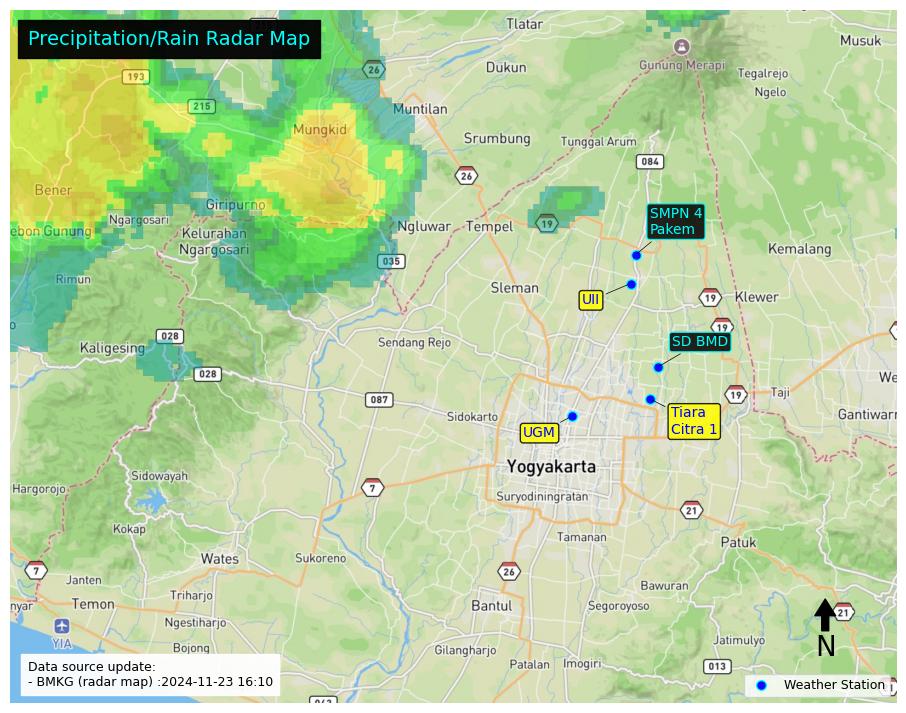 Precipitation/Rain Radar Map
Tlatar
Musuk
26
Dukun
Gunung Merapi
Tegalrejo
193
Ngelo
215
Muntilan
Mungkid
Srumbung
Tunggal Arum
084
26
Bener
Giripurno
SMPN 4
Pakem
Ngargosari
19
Ngluwar
Tempel
ebon Gunung
Kelurahan
Ngargosari
Kemalang
035
Rimun
Sleman
UII
19
Klewer
19
028
Kaligesing
Sendang Rejo
SD BMD
028
We
087
19
Taji
Sidokarto
Tiara
Citra 1
Gantiwarn
UGM
Yogyakarta
Sidowayah
Hargorojo
7
Suryodiningratan
21
Kokap
Tamanan
Patuk
Wates
Sukoreno
7
26
Janten
Bawuran
Triharjo
nyar
Temon
Bantul
Segoroyoso
21
Ngestiharjo
YIA
N
Jatimulyo
Bojong
Gilangharjo
Data source update:
- BMKG (radar map) :2024-11-23 16:10
Patalan
Imogiri
013
Weather Station